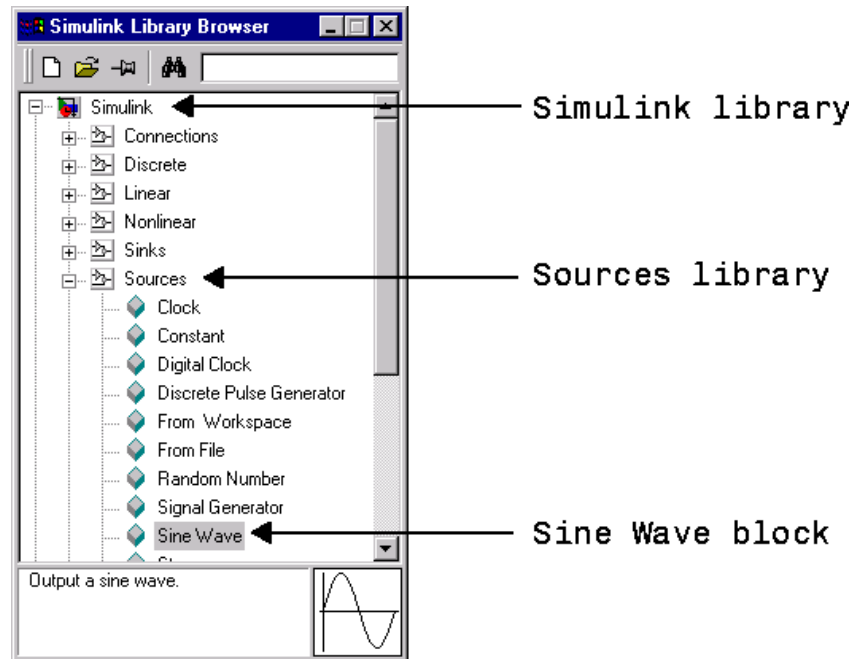 Simulink Library Browser
Simulink
Simulink library
Connections
Discrete
Linear
Nonlinear
Sinks
Sources
Sources library
Clock
Constant
Digital Clock
Discrete Pulse Generator
From Workspace
From File
Random Number
Signal Generator
Sine Wave
Sine Wave block
Output a sine wave.